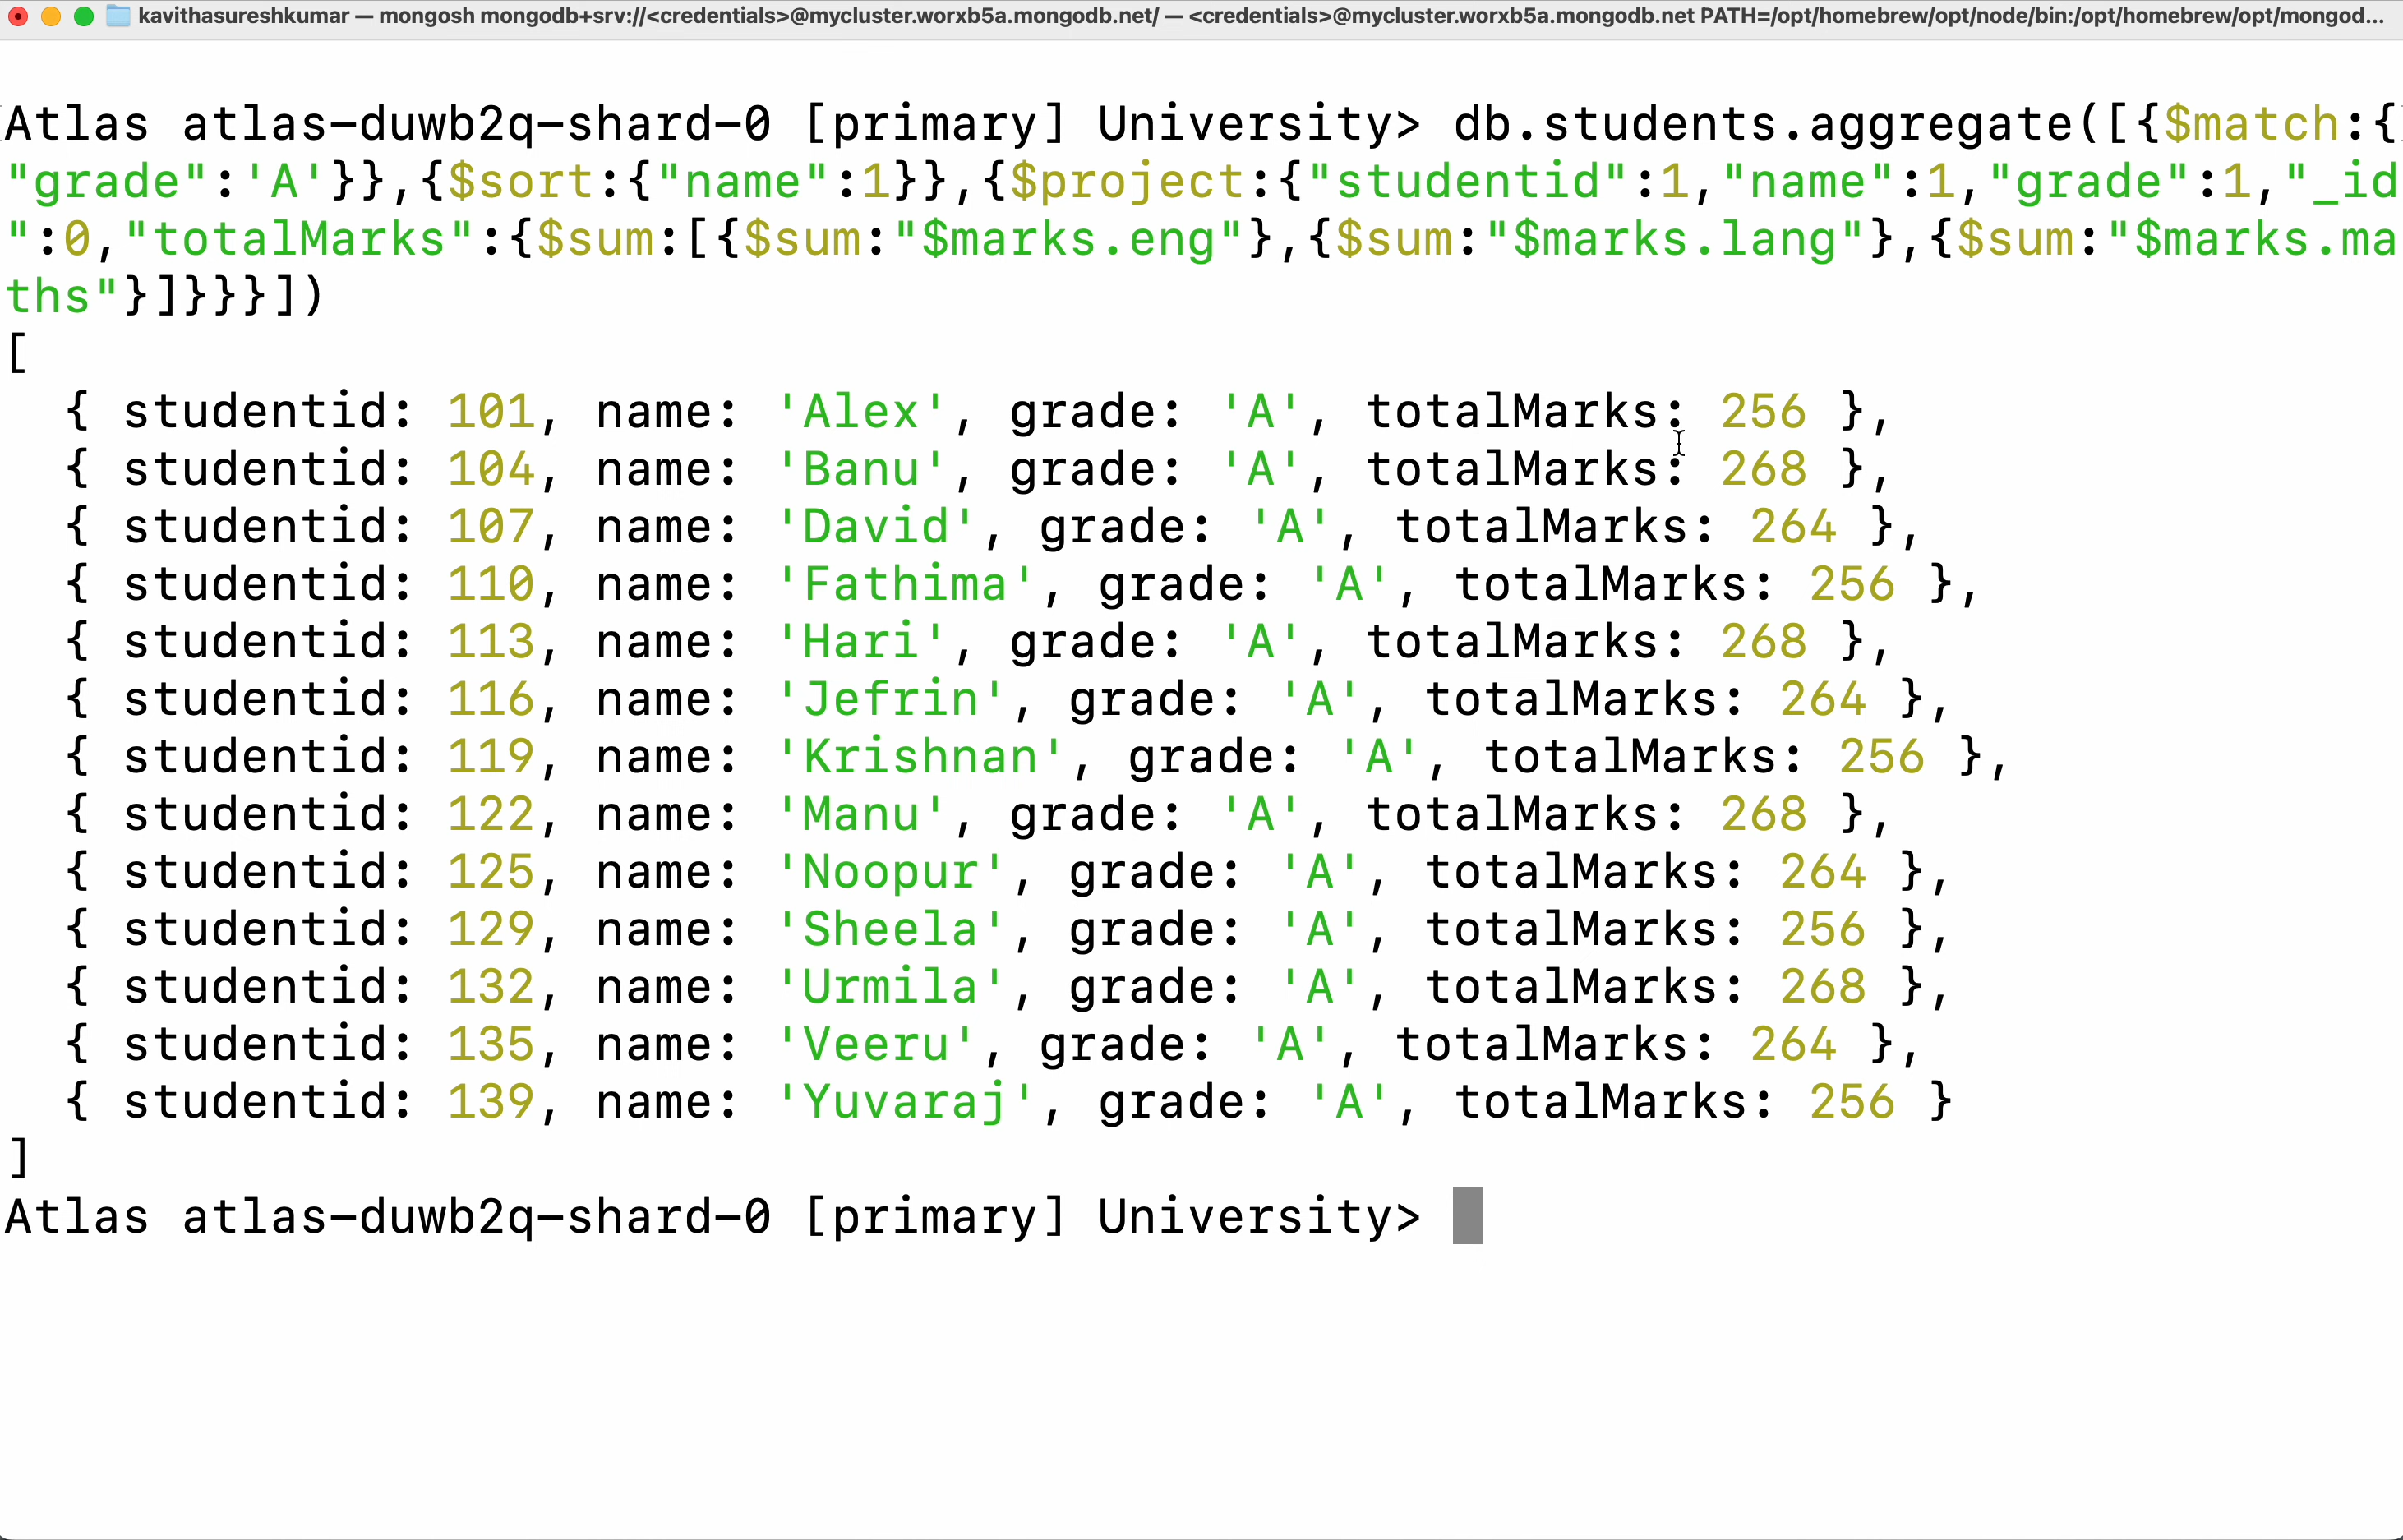 kavithasureshkumar — mongosh mongodb+srv://<credentials>@mycluster.worxb5a.mongodb.net/ — <credentials>@mycluster.worxb5a.mongodb.net PATH=/opt/homebrew/opt/node/bin:/opt/homebrew/opt/mongod...
Atlas atlas-duwb2q-shard-0 [primary] University> db.students.aggregate([{$match:{
"grade":'A'}},{$sort:{"name":1}},{$project:{"studentid":1,"name":1,"grade":1,"_id
":0,"totalMarks":{$sum:[{$sum:"$marks.eng"},{$sum:"$marks.lang"},{$sum:"$marks.ma
ths"}]}}}])
[
  { studentid: 101, name: 'Alex', grade: 'A', totalMarks: 256 },
  { studentid: 104, name: 'Banu', grade: 'A', totalMarks: 268 },
  { studentid: 107, name: 'David', grade: 'A', totalMarks: 264 },
  { studentid: 110, name: 'Fathima', grade: 'A', totalMarks: 256 },
  { studentid: 113, name: 'Hari', grade: 'A', totalMarks: 268 },
  { studentid: 116, name: 'Jefrin', grade: 'A', totalMarks: 264 },
  { studentid: 119, name: 'Krishnan', grade: 'A', totalMarks: 256 },
  { studentid: 122, name: 'Manu', grade: 'A', totalMarks: 268 },
  { studentid: 125, name: 'Noopur', grade: 'A', totalMarks: 264 },
  { studentid: 129, name: 'Sheela', grade: 'A', totalMarks: 256 },
  { studentid: 132, name: 'Urmila', grade: 'A', totalMarks: 268 },
  { studentid: 135, name: 'Veeru', grade: 'A', totalMarks: 264 },
  { studentid: 139, name: 'Yuvaraj', grade: 'A', totalMarks: 256 }
]
Atlas atlas-duwb2q-shard-0 [primary] University>